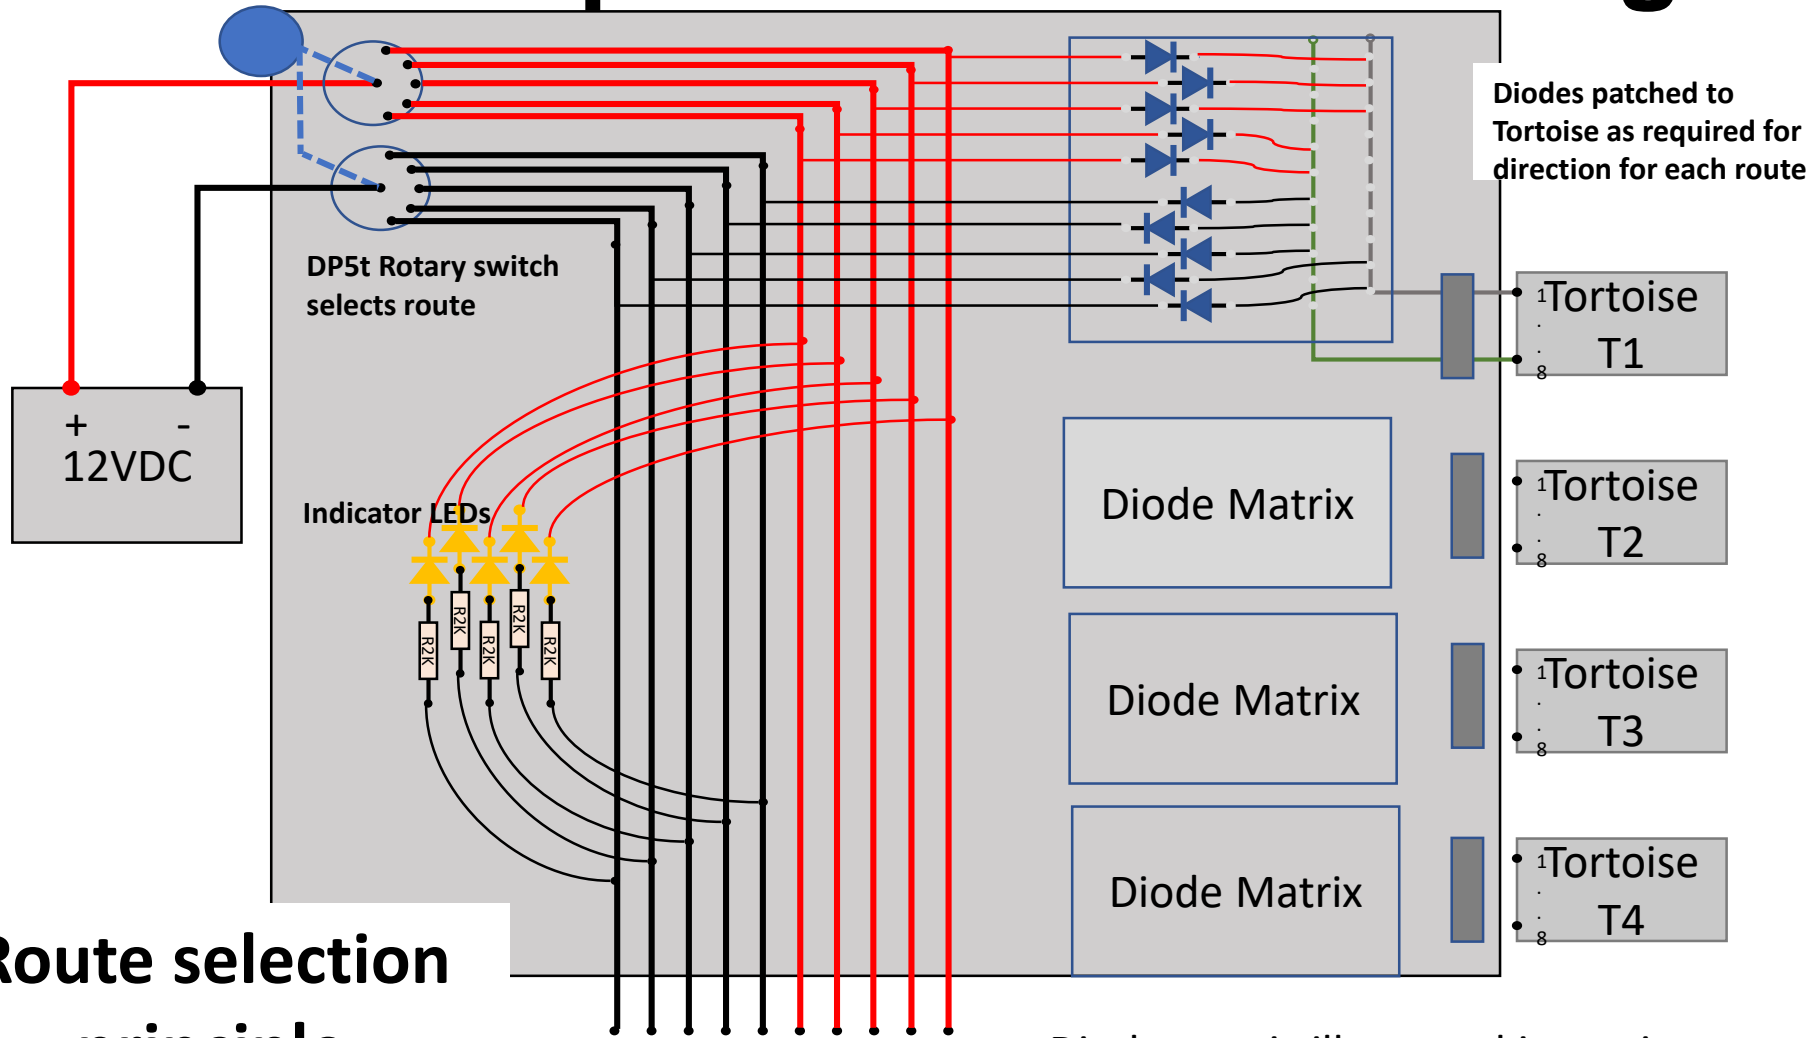 Diodes patched to
Tortoise as required for
direction for each route
DP5t Rotary switch
selects route
+ -
12VDC
Indicator LEDs
R2K
R2K
R2K
R2K
R2K
1 Tortoise
.
. T1
8
Diode Matrix
1 Tortoise
.
. T2
8
Diode Matrix
1 Tortoise
.
. T3
8
Diode Matrix
1 Tortoise
.
. T4
8
Route selection
principle